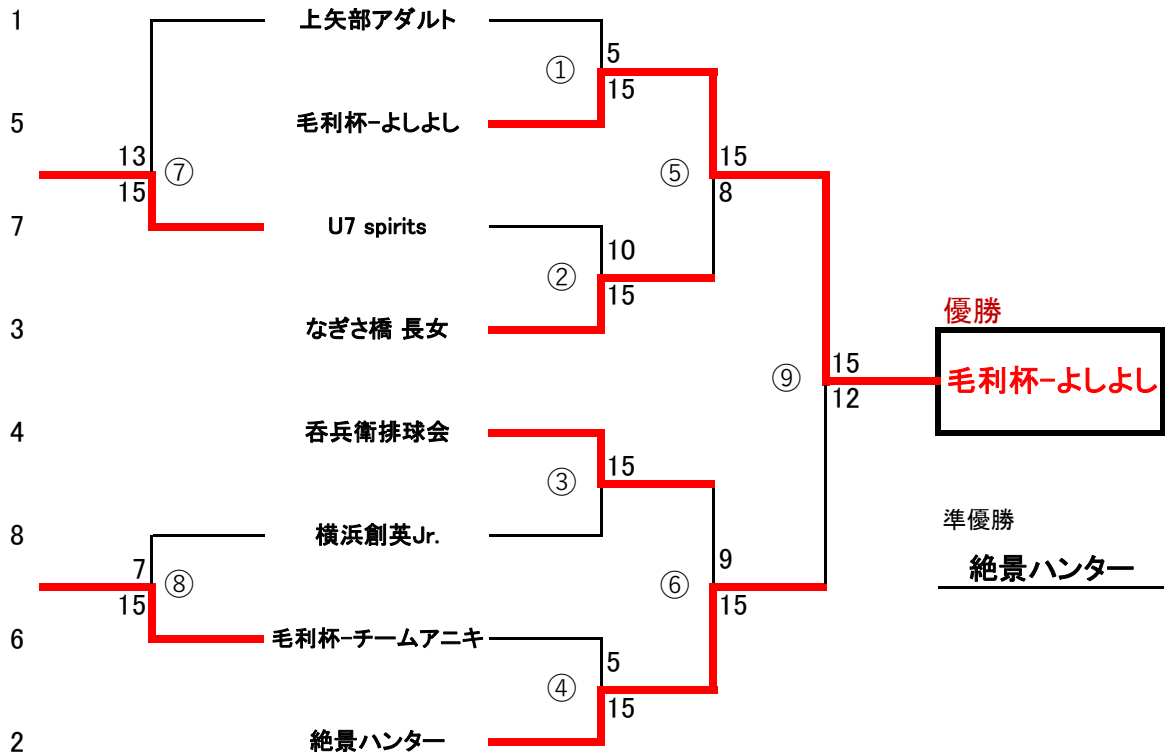 1 上矢部アダルト
5
① 15
5 毛利杯-よしよし
13 ⑦
15
⑤ 15
8
7 U7 spirits
10
② 15
3 なぎさ橋 長女
優勝
毛利杯-よしよし
⑨ 15
12
4 呑兵衛排球会
③ 15
8 横浜創英Jr.
準優勝
絶景ハンター
7 ⑧
15
9
⑥ 15
6 毛利杯-チームアニキ
5
④ 15
2 絶景ハンター